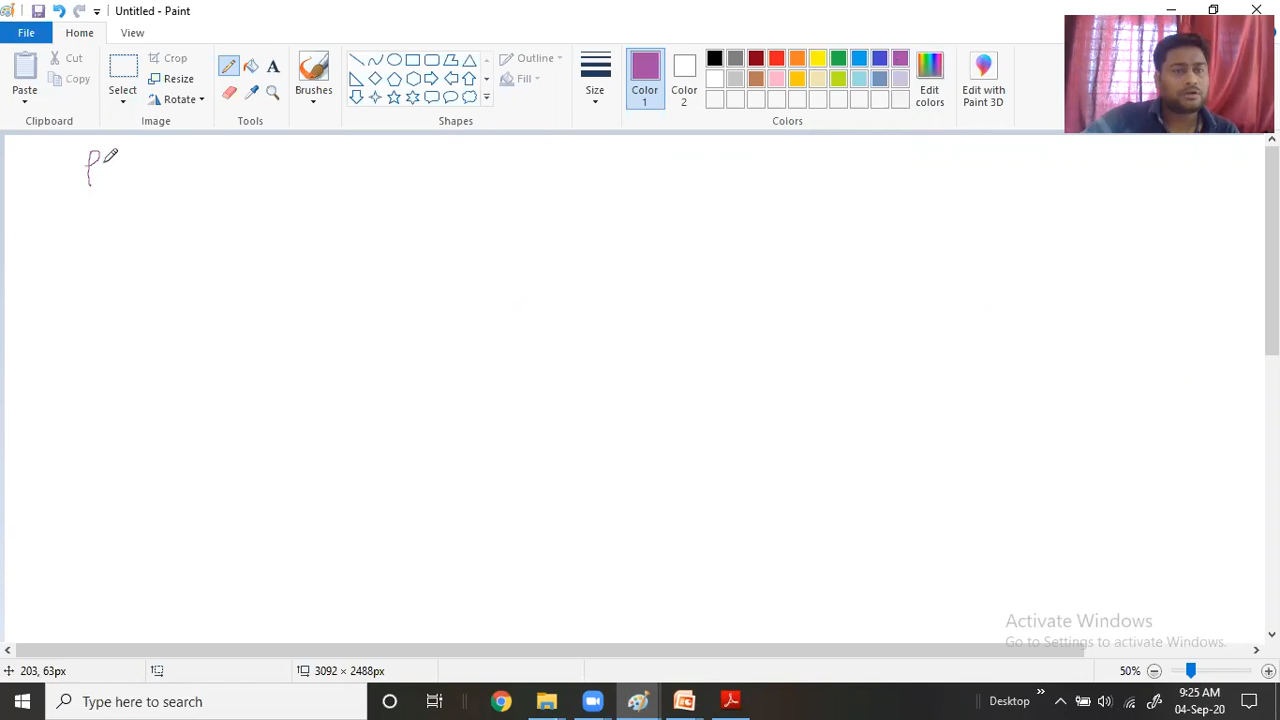 Untitled - Paint
File Home View
Paste Cut Copy Clipboard
Select Crop Resize Rotate Image
Tools
Brushes
Outline Fill Shapes
Size
Color 1 Color 2 Edit colors Edit with Paint 3D Colors
P
Activate Windows
Go to Settings to activate Windows.
203, 63px 3092 × 2488px 50%
Type here to search Desktop 9:25 AM
04-Sep-20